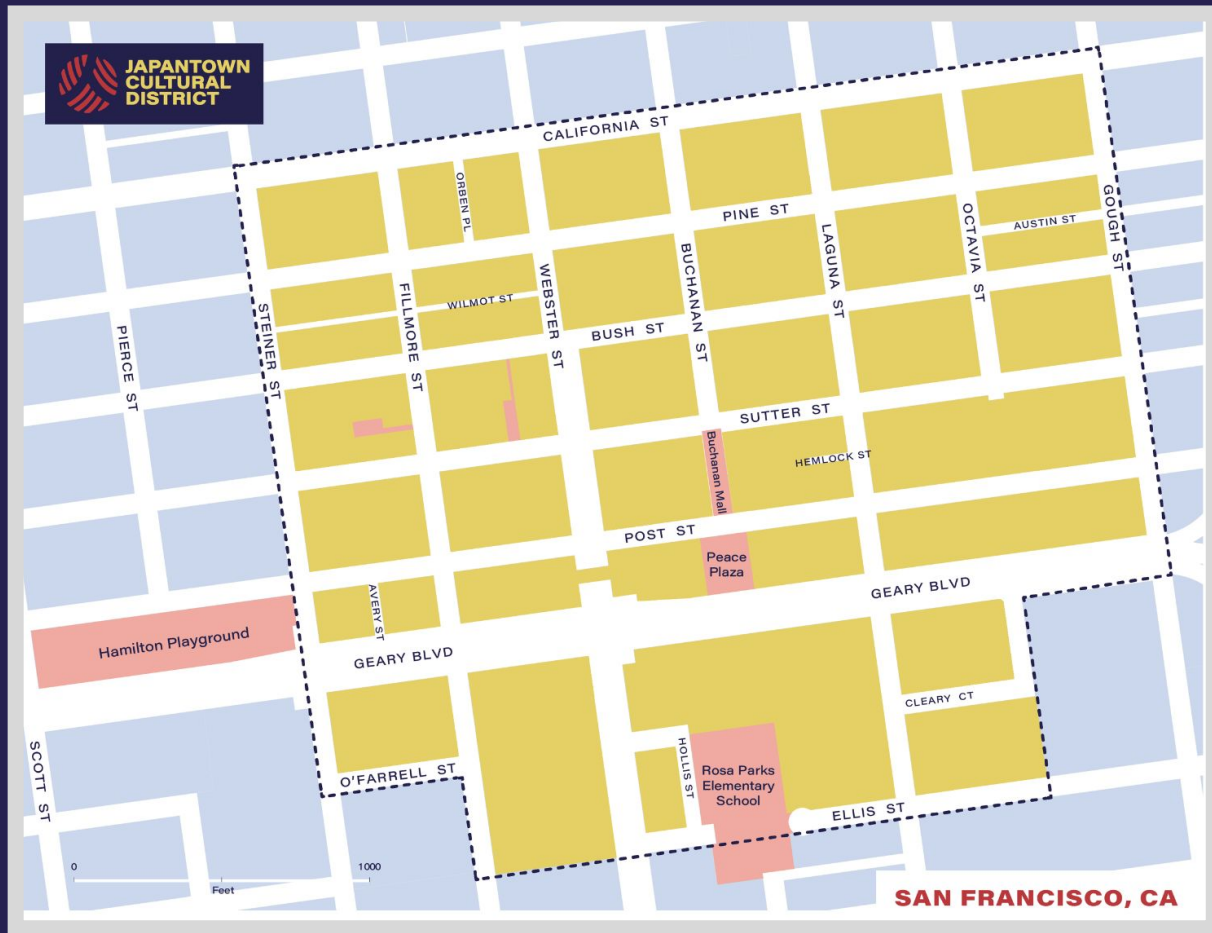 JAPANTOWN
CULTURAL
DISTRICT
CALIFORNIA ST
ORBEN PL
PINE ST
GOUGH ST
AUSTIN ST
OCTAVIA ST
LAGUNA ST
BUCHANAN ST
WEBSTER ST
WILMOT ST
FILLMORE ST
STEINER ST
PIERCE ST
BUSH ST
SUTTER ST
Buchanan Mall
HEMLOCK ST
POST ST
Peace
Plaza
GEARY BLVD
AVERY ST
Hamilton Playground
GEARY BLVD
CLEARY CT
SCOTT ST
O'FARRELL ST
HOLLIS ST
Rosa Parks
Elementary
School
ELLIS ST
0
1000
Feet
SAN FRANCISCO, CA